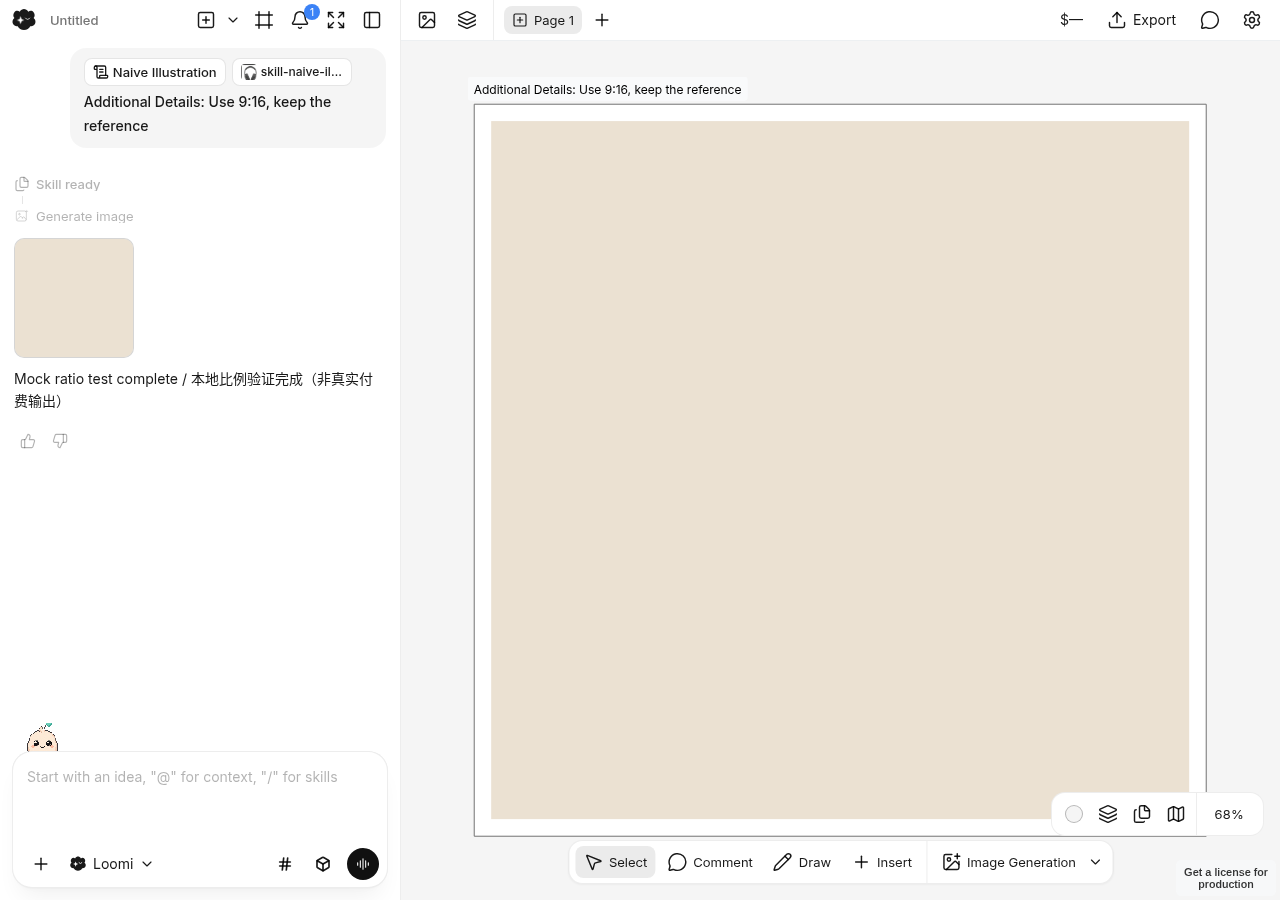 Untitled
1
Page 1
$—
Export
Naive Illustration
skill-naive-il...
Additional Details: Use 9:16, keep the
reference
Skill ready
Generate image
Mock ratio test complete / 本地比例验证完成（非真实付
费输出）
Start with an idea, "@" for context, "/" for skills
Loomi
Additional Details: Use 9:16, keep the reference
68%
Select
Comment
Draw
Insert
Image Generation
Get a license for
production